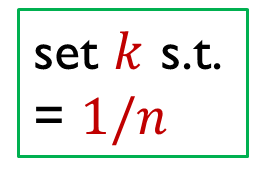 set k s.t.
= 1/n